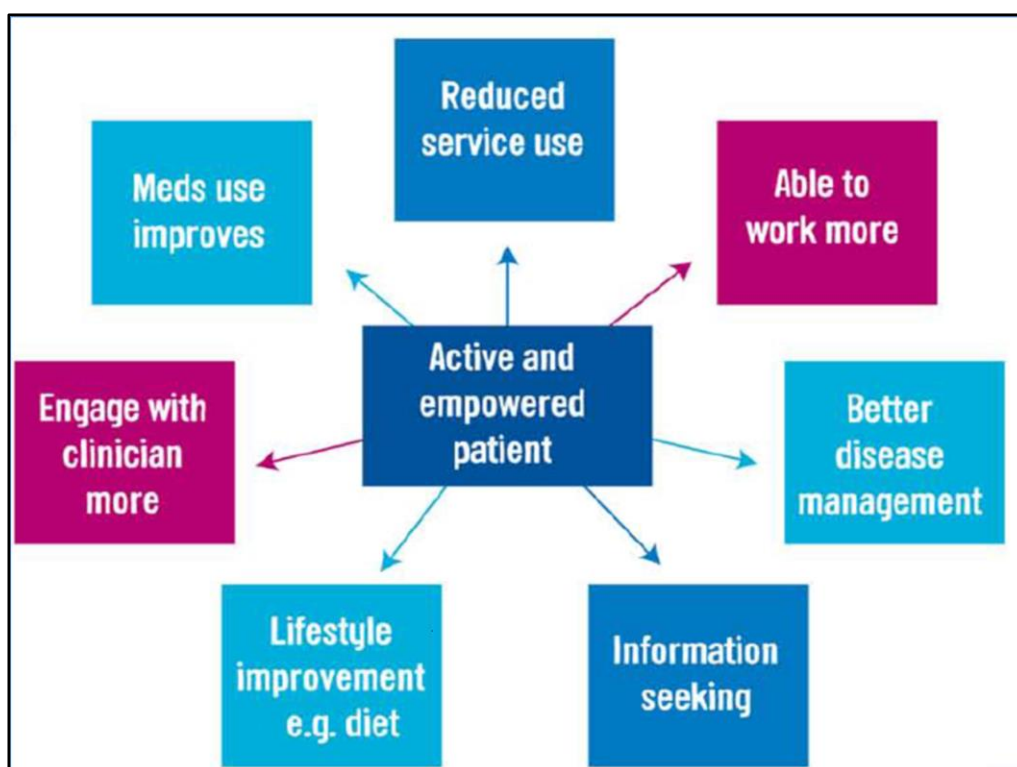 Reduced
service use
Meds use
improves
Able to
work more
Active and
empowered
patient
Engage with
clinician
more
Better
disease
management
Lifestyle
improvement
e.g. diet
Information
seeking